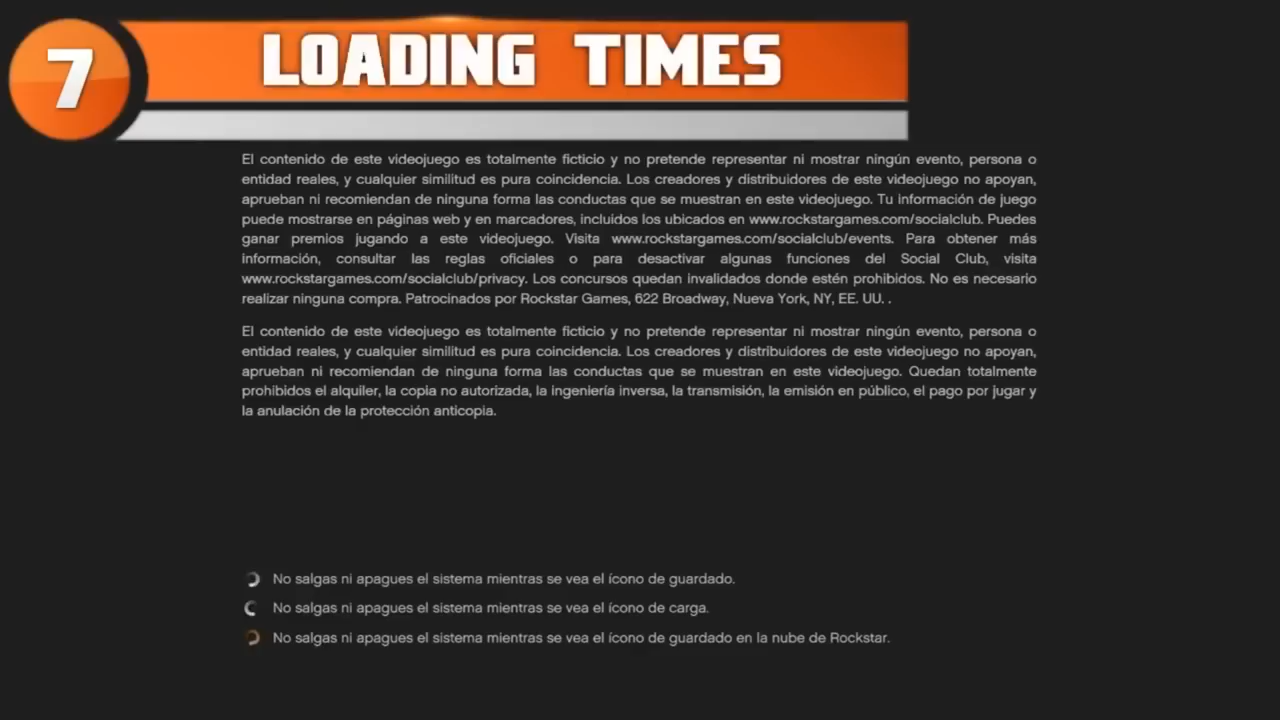 7
LOADING TIMES
El contenido de este videojuego es totalmente ficticio y no pretende representar ni mostrar ningún evento, persona o
entidad reales, y cualquier similitud es pura coincidencia. Los creadores y distribuidores de este videojuego no apoyan,
aprueban ni recomiendan de ninguna forma las conductas que se muestran en este videojuego. Tu información de juego
puede mostrarse en páginas web y en marcadores, incluidos los ubicados en www.rockstargames.com/socialclub. Puedes
ganar premios jugando a este videojuego. Visita www.rockstargames.com/socialclub/events. Para obtener más
información, consultar las reglas oficiales o para desactivar algunas funciones del Social Club, visita
www.rockstargames.com/socialclub/privacy. Los concursos quedan invalidados donde estén prohibidos. No es necesario
realizar ninguna compra. Patrocinados por Rockstar Games, 622 Broadway, Nueva York, NY, EE. UU. .
El contenido de este videojuego es totalmente ficticio y no pretende representar ni mostrar ningún evento, persona o
entidad reales, y cualquier similitud es pura coincidencia. Los creadores y distribuidores de este videojuego no apoyan,
aprueban ni recomiendan de ninguna forma las conductas que se muestran en este videojuego. Quedan totalmente
prohibidos el alquiler, la copia no autorizada, la ingeniería inversa, la transmisión, la emisión en público, el pago por jugar y
la anulación de la protección anticopia.
No salgas ni apagues el sistema mientras se vea el ícono de guardado.
No salgas ni apagues el sistema mientras se vea el ícono de carga.
No salgas ni apagues el sistema mientras se vea el ícono de guardado en la nube de Rockstar.